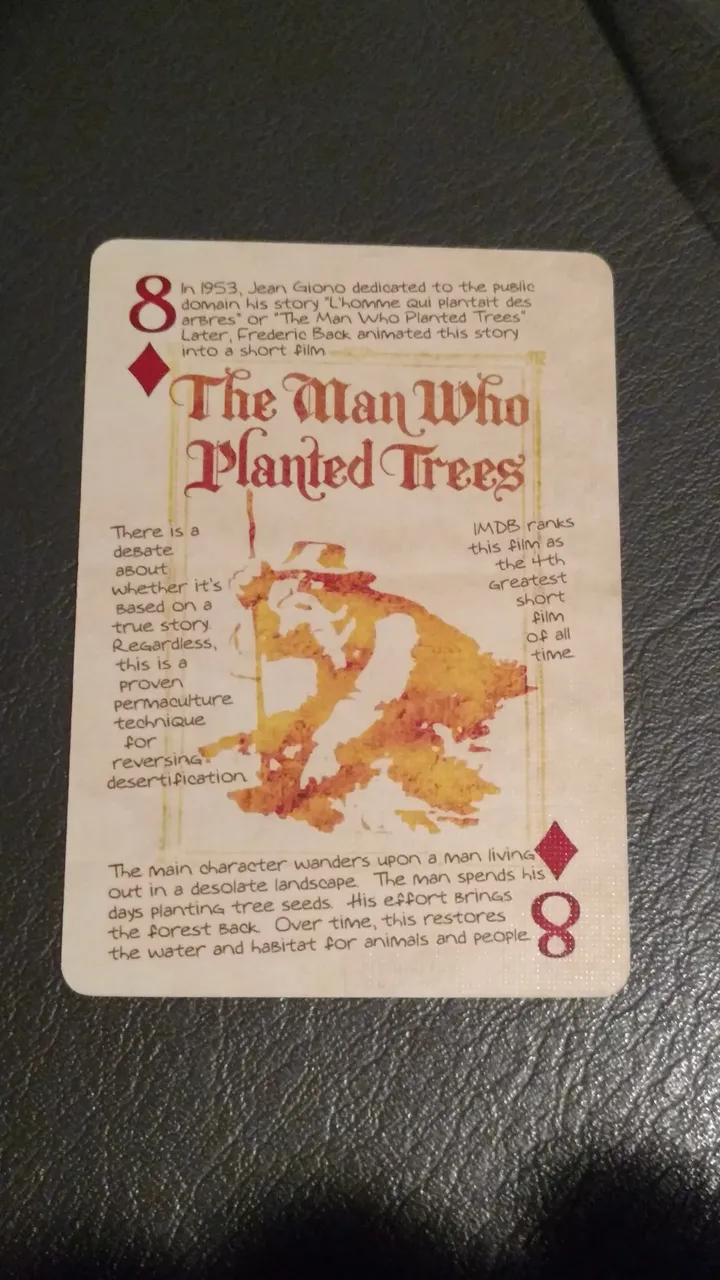 8
In 1953, Jean Giono dedicated to the public
domain his story "L'homme qui plantait des
arbres" or "The Man Who Planted Trees"
Later, Frederic Back animated this story
into a short film
The Man Who
Planted Trees
There is a
debate
about
whether it's
based on a
true story.
Regardless,
this is a
proven
permaculture
technique
for
reversing
desertification
IMDB ranks
this film as
the 4th
greatest
short
film
of all
time
The main character wanders upon a man living
out in a desolate landscape. The man spends his
days planting tree seeds. His effort brings
the forest back. Over time, this restores
the water and habitat for animals and people
8